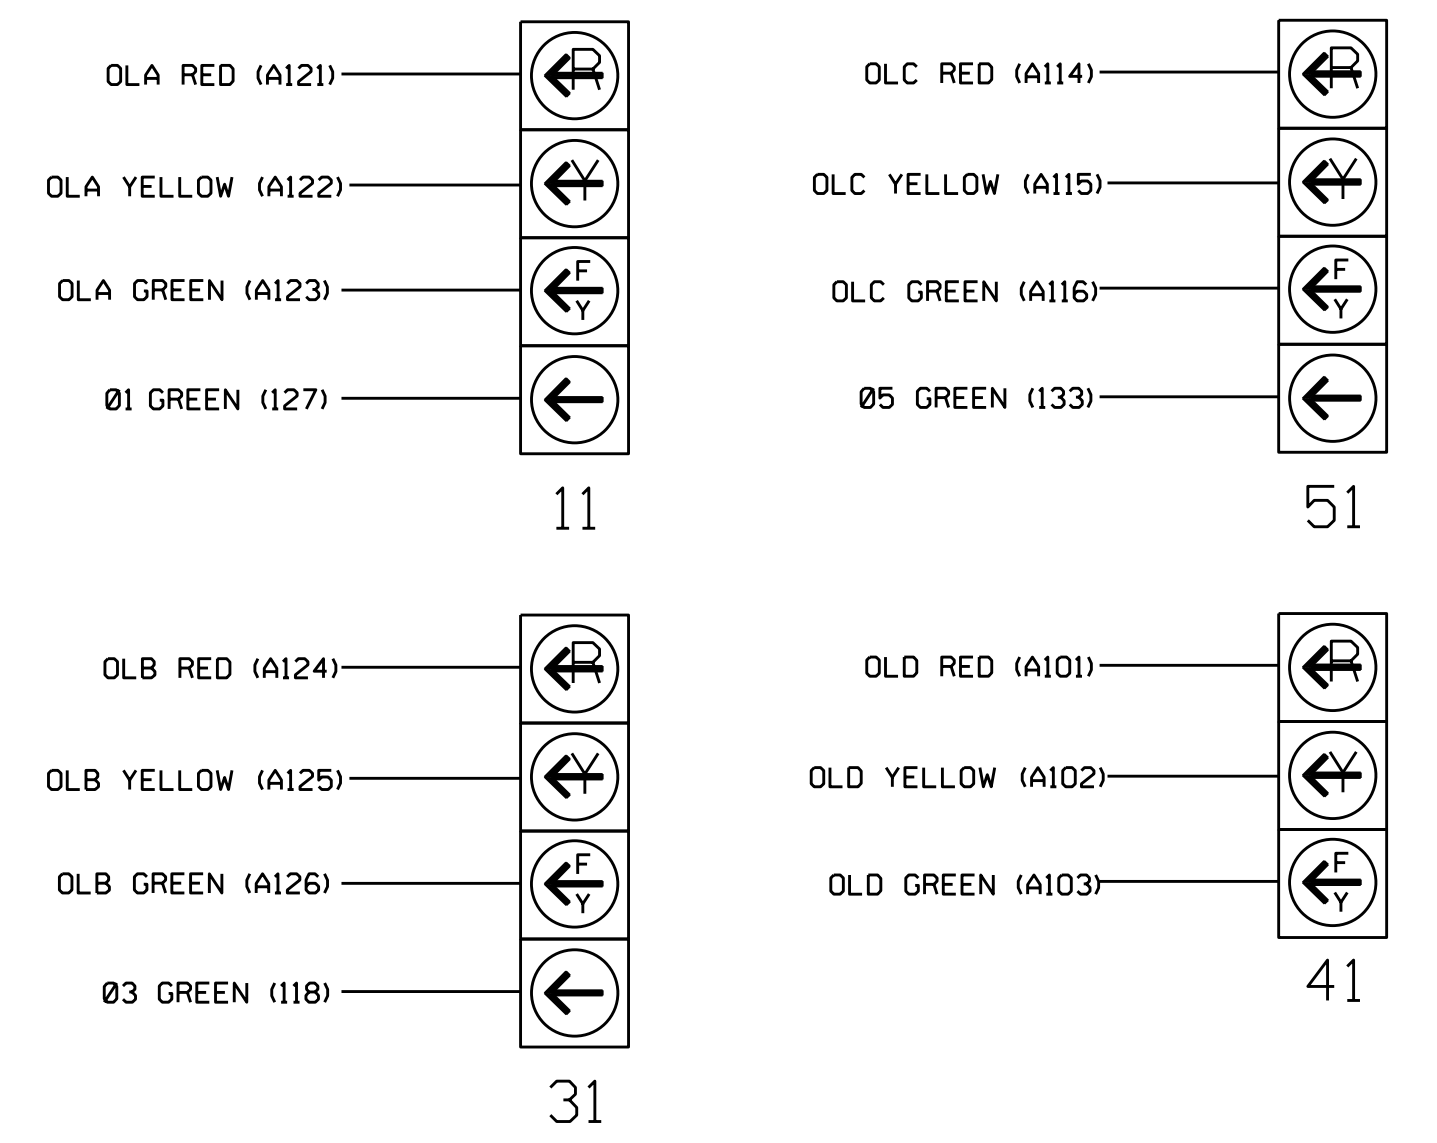 OLA RED (A121)
R
OLA YELLOW (A122)
Y
OLA GREEN (A123)
F
Y
Ø1 GREEN (127)
11
OLC RED (A114)
R
OLC YELLOW (A115)
Y
OLC GREEN (A116)
F
Y
Ø5 GREEN (133)
51
OLB RED (A124)
R
OLB YELLOW (A125)
Y
OLB GREEN (A126)
F
Y
Ø3 GREEN (118)
31
OLD RED (A101)
R
OLD YELLOW (A102)
Y
OLD GREEN (A103)
F
Y
41